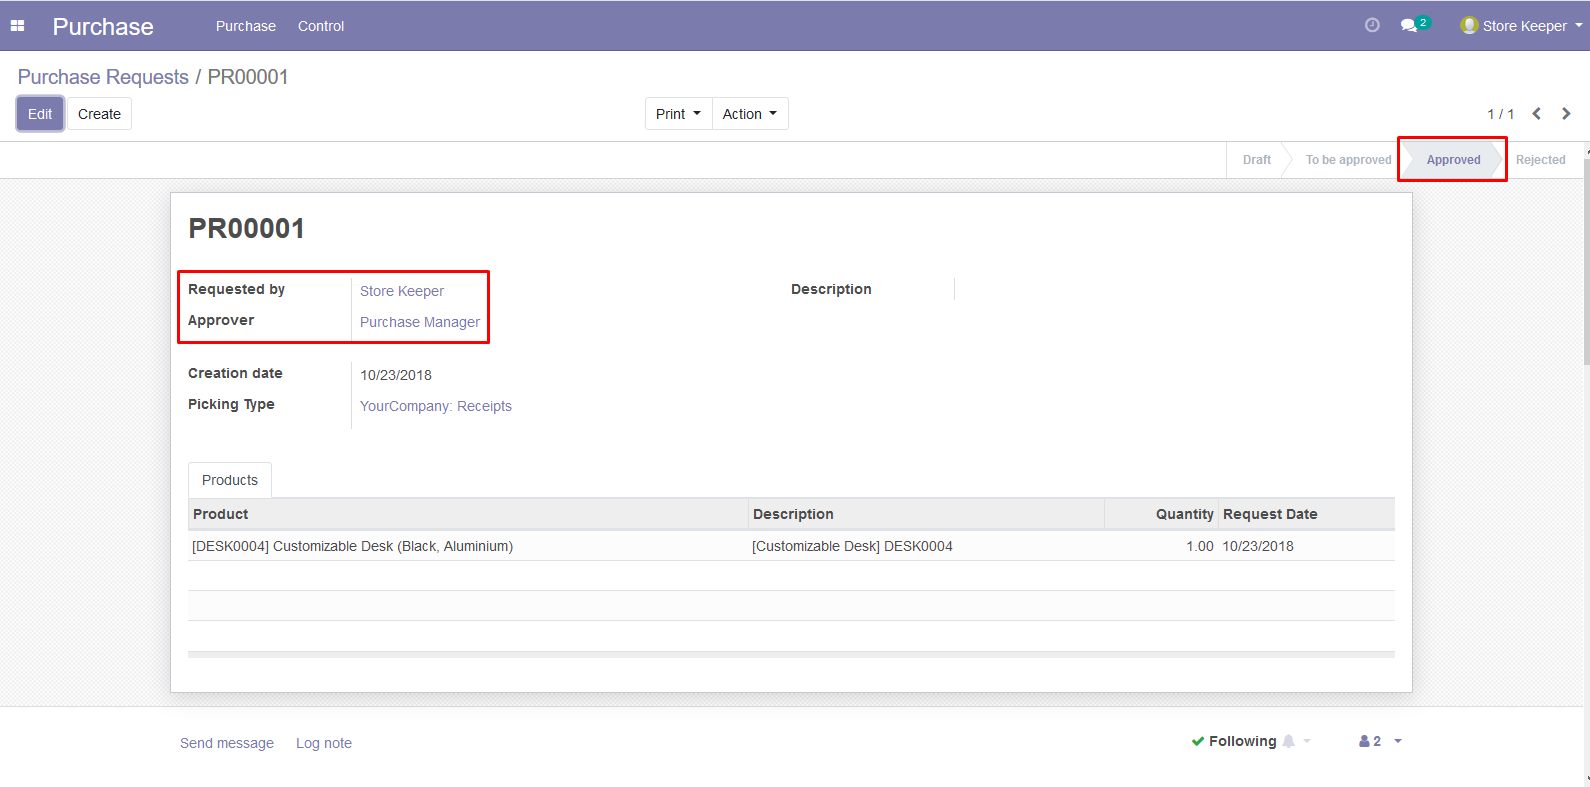 Purchase Purchase Control 2 Store Keeper
Purchase Requests / PR00001
Edit Create Print Action 1 / 1
Draft To be approved Approved Rejected
PR00001
Requested by Store Keeper Description
Approver Purchase Manager
Creation date 10/23/2018
Picking Type YourCompany: Receipts
Products
Product Description Quantity Request Date
[DESK0004] Customizable Desk (Black, Aluminium) [Customizable Desk] DESK0004 1.00 10/23/2018
Send message Log note Following 2